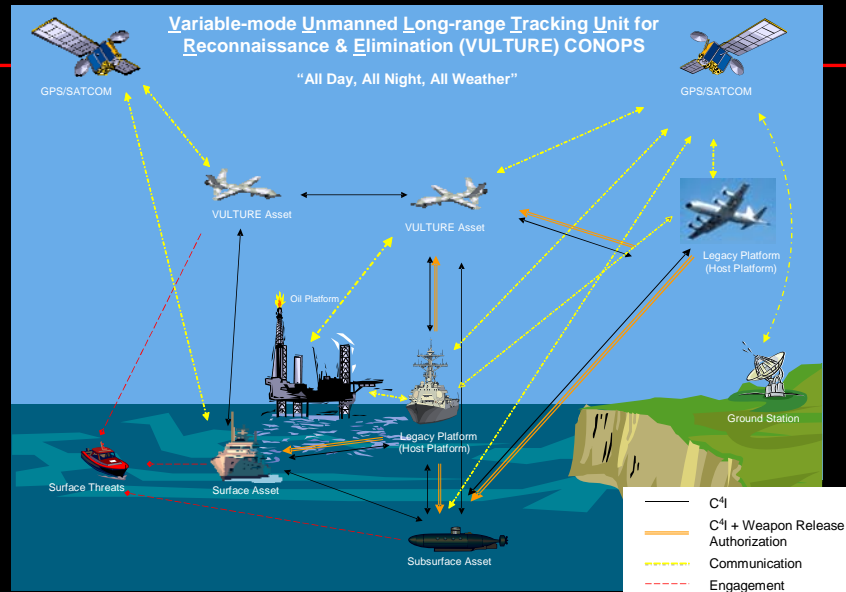 Variable-mode Unmanned Long-range Tracking Unit for
Reconnaissance & Elimination (VULTURE) CONOPS
“All Day, All Night, All Weather”
GPS/SATCOM
GPS/SATCOM
VULTURE Asset
VULTURE Asset
Legacy Platform
(Host Platform)
Oil Platform
Ground Station
Legacy Platform
(Host Platform)
Surface Threats
Surface Asset
Subsurface Asset
C⁴I
C⁴I + Weapon Release
Authorization
Communication
Engagement